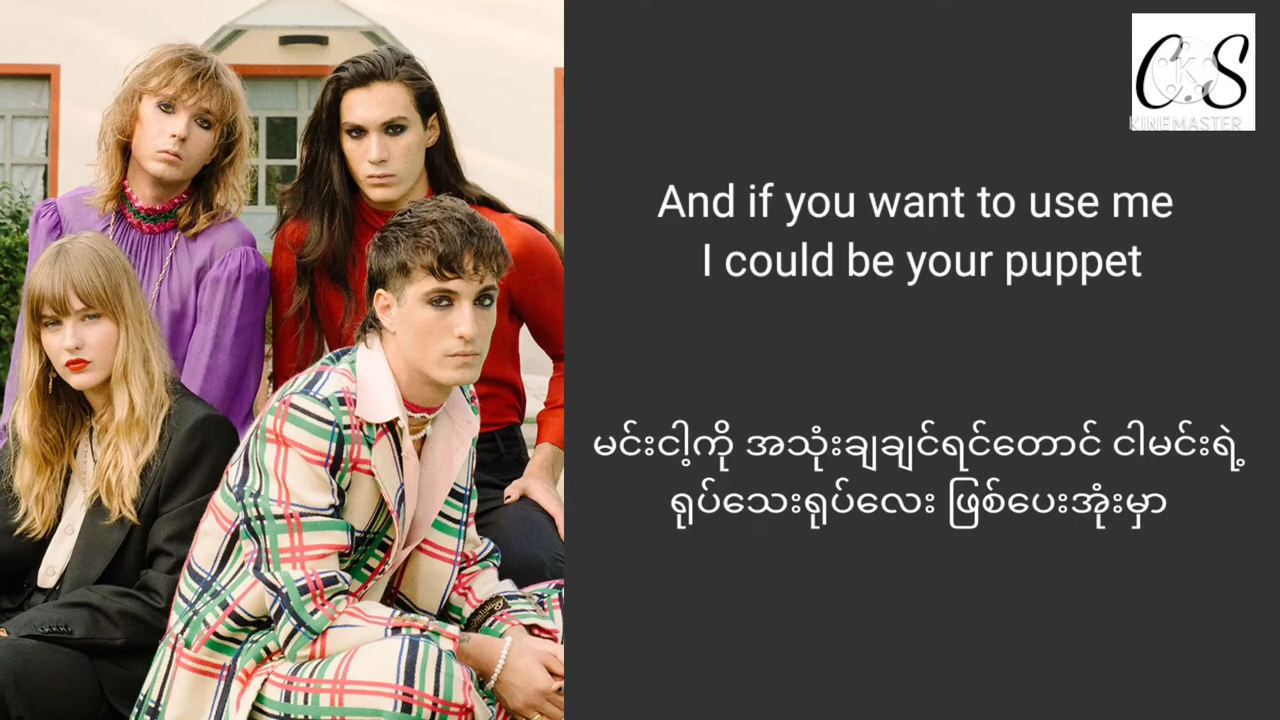 CS
KINEMASTER
And if you want to use me
I could be your puppet
မင်းငါ့ကို အသုံးချချင်ရင်တောင် ငါမင်းရဲ့
ရုပ်သေးရုပ်လေး ဖြစ်ပေးအုံးမှာ